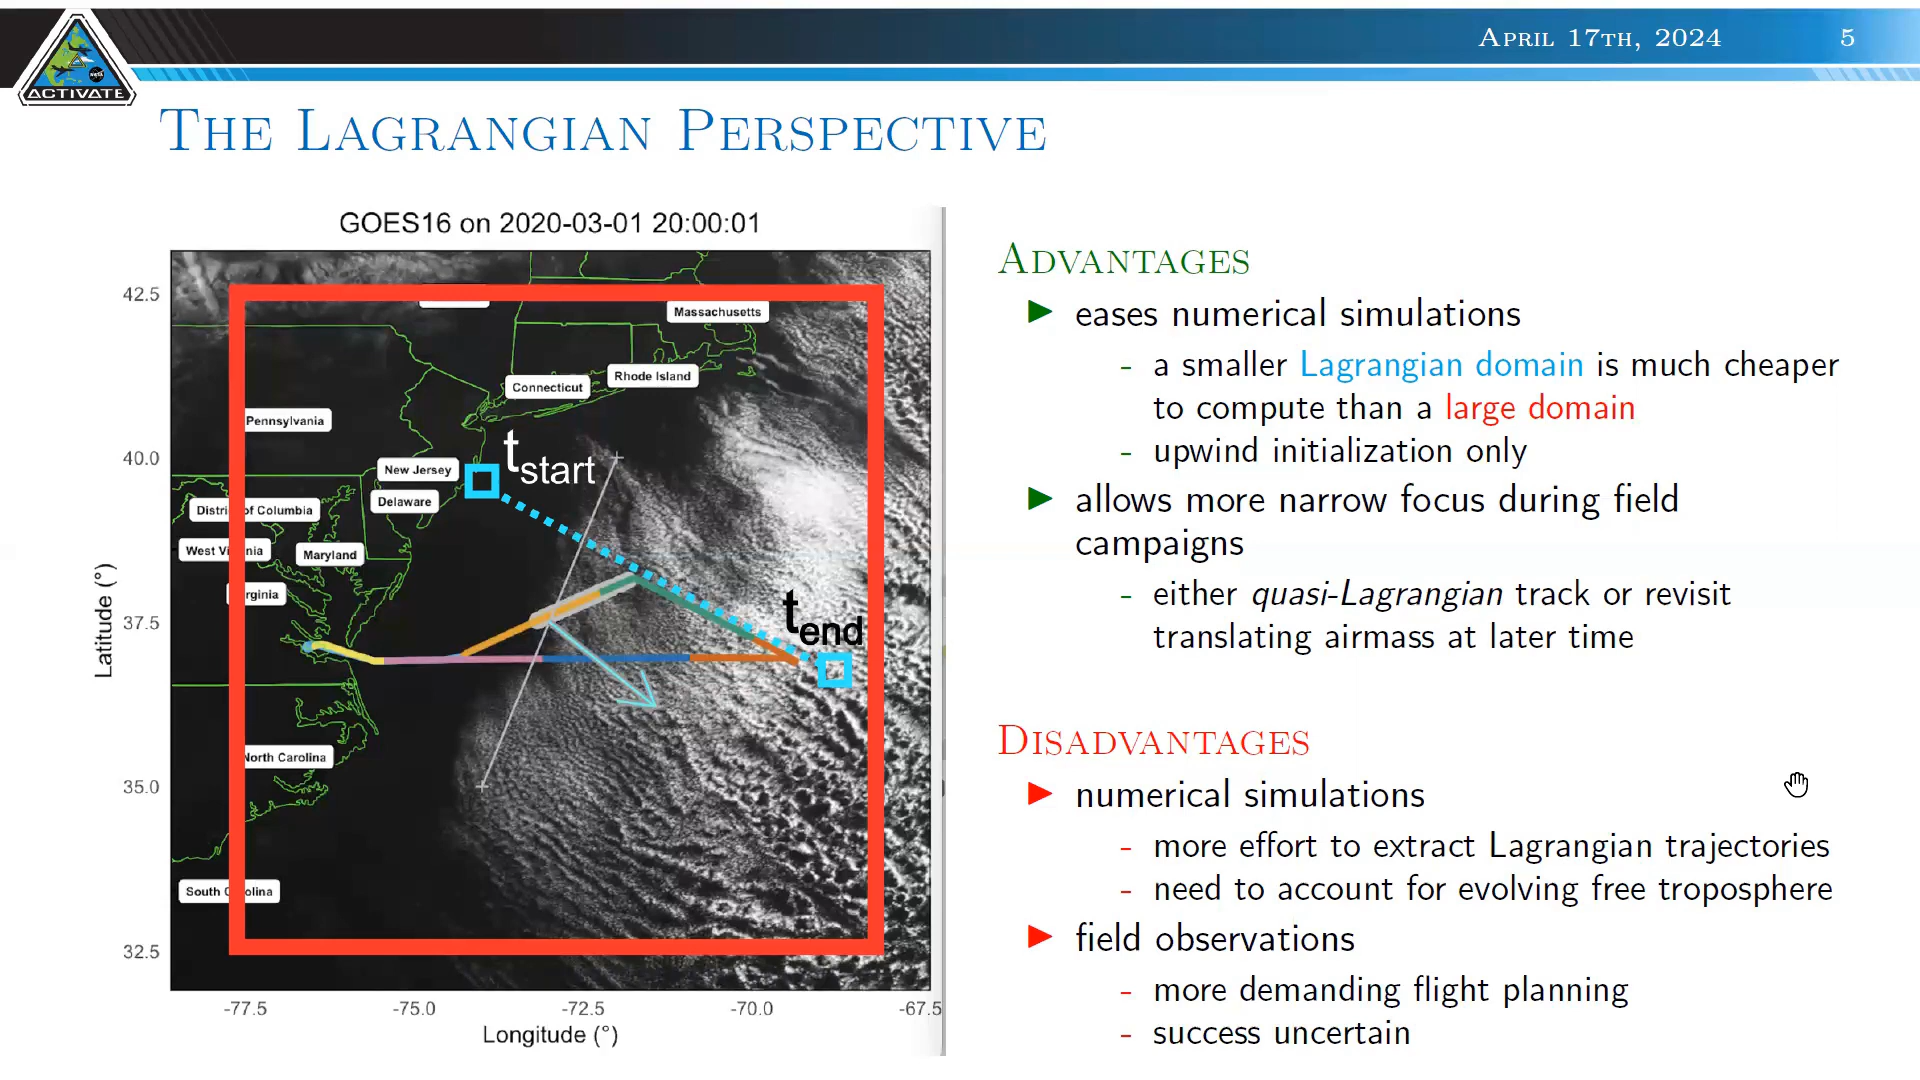 APRIL 17TH, 2024
5
ACTIVATE
THE LAGRANGIAN PERSPECTIVE
GOES16 on 2020-03-01 20:00:01
42.5
40.0
37.5
35.0
32.5
Latitude (°)
-77.5
-75.0
-72.5
-70.0
-67.5
Longitude (°)
Massachusetts
Rhode Island
Connecticut
Pennsylvania
New Jersey
Delaware
District of Columbia
West Virginia
Maryland
rginia
North Carolina
South Carolina
tstart
tend
ADVANTAGES
eases numerical simulations
- a smaller Lagrangian domain is much cheaper
to compute than a large domain
- upwind initialization only
allows more narrow focus during field
campaigns
- either quasi-Lagrangian track or revisit
translating airmass at later time
DISADVANTAGES
numerical simulations
- more effort to extract Lagrangian trajectories
- need to account for evolving free troposphere
field observations
- more demanding flight planning
- success uncertain